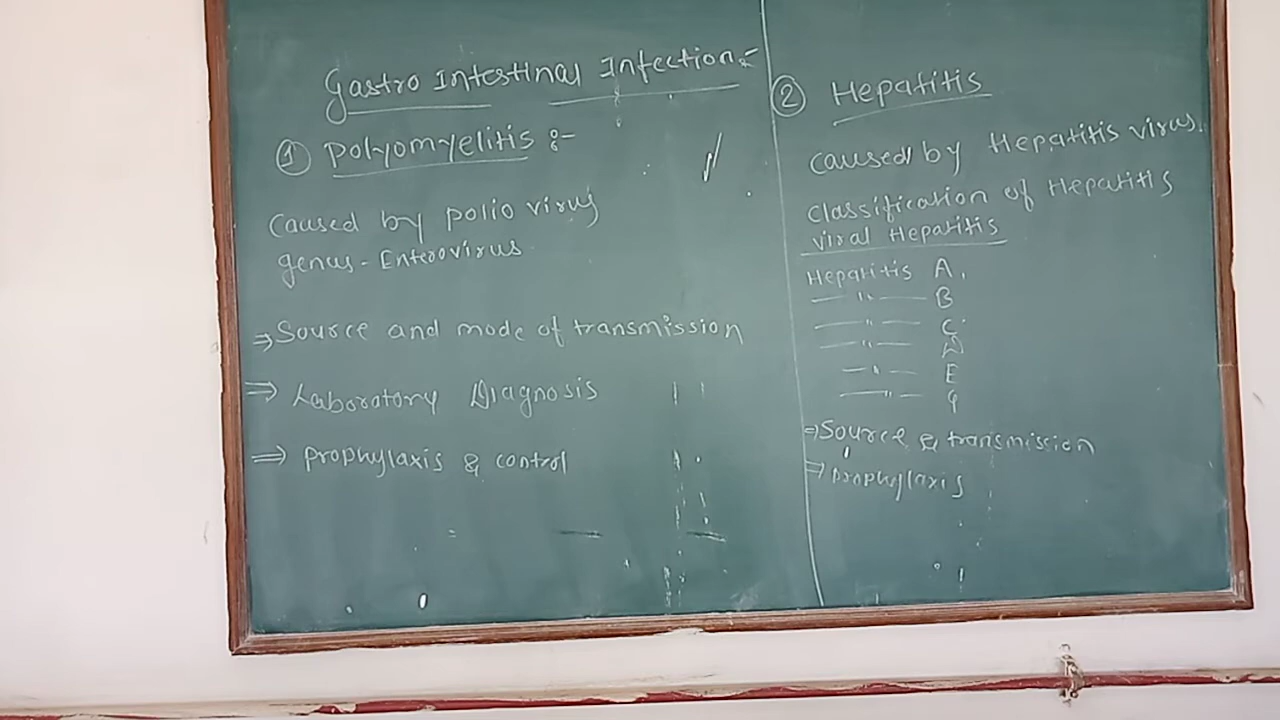 Gastro Intestinal Infection:-
① Polyomyelitis :-
Caused by polio virus
genus - Enterovirus
⇒ Source and mode of transmission
⇒ Laboratory Diagnosis
⇒ Prophylaxis & control
② Hepatitis
Caused by Hepatitis virus.
Classification of Hepatitis
viral Hepatitis
Hepatitis A,
— " — B
— " — C
— " — D
— " — E
— " — G
⇒ Source & transmission
⇒ prophylaxis